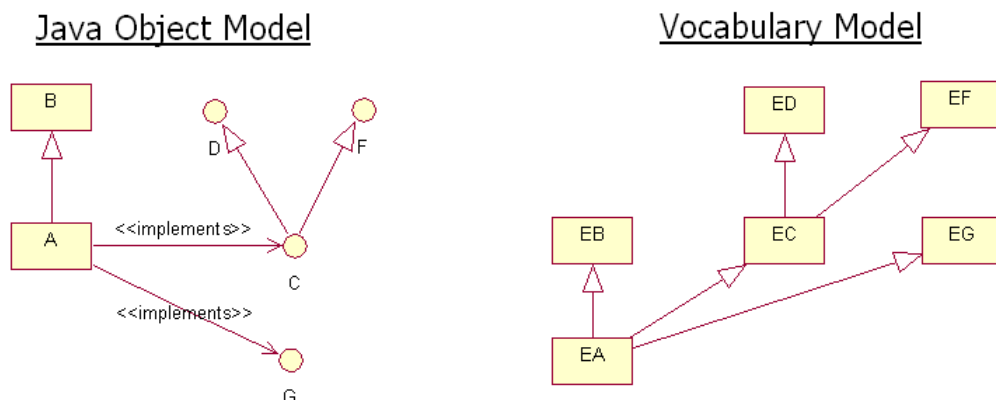 Java Object Model
Vocabulary Model
B
D
F
A
<<implements>>
C
<<implements>>
G
ED
EF
EB
EC
EG
EA